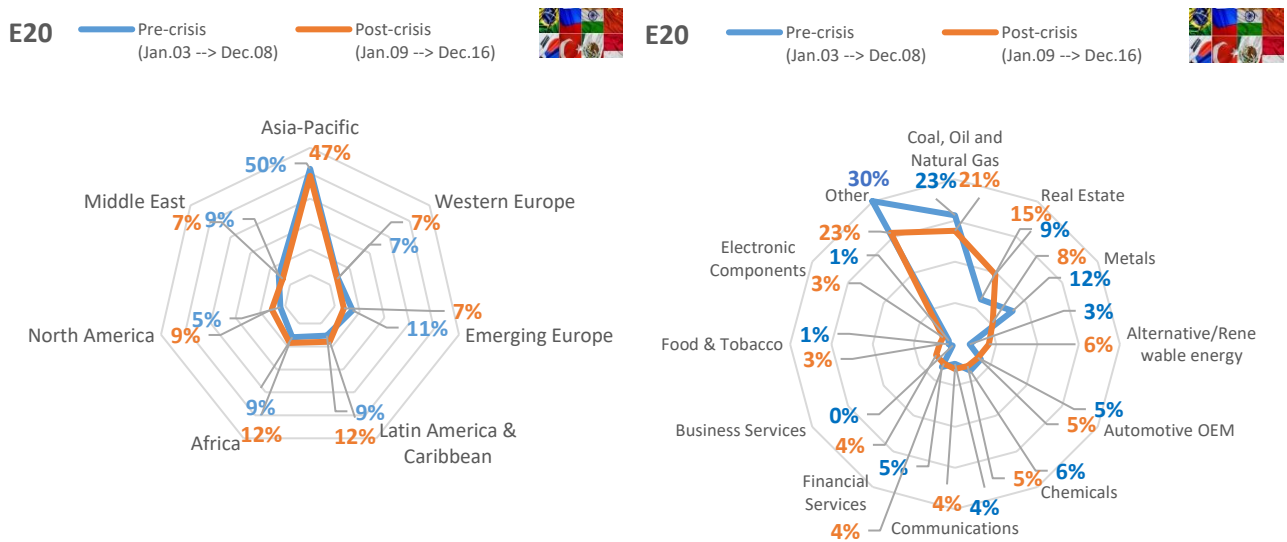 E20
Pre-crisis
(Jan.03 --> Dec.08)
Post-crisis
(Jan.09 --> Dec.16)
Asia-Pacific
50%
47%
Middle East
7%
9%
Western Europe
7%
7%
North America
5%
9%
7%
11%
Emerging Europe
Africa
9%
12%
9%
12%
Latin America &
Caribbean
E20
Pre-crisis
(Jan.03 --> Dec.08)
Post-crisis
(Jan.09 --> Dec.16)
Coal, Oil and
Natural Gas
23%
21%
30%
Other
23%
Real Estate
15%
9%
Metals
8%
12%
Electronic
Components
1%
3%
3%
Alternative/Rene
wable energy
6%
Food & Tobacco
1%
3%
5%
5%
Automotive OEM
Business Services
0%
4%
6%
5%
Chemicals
Financial
Services
5%
4%
4%
4%
Communications